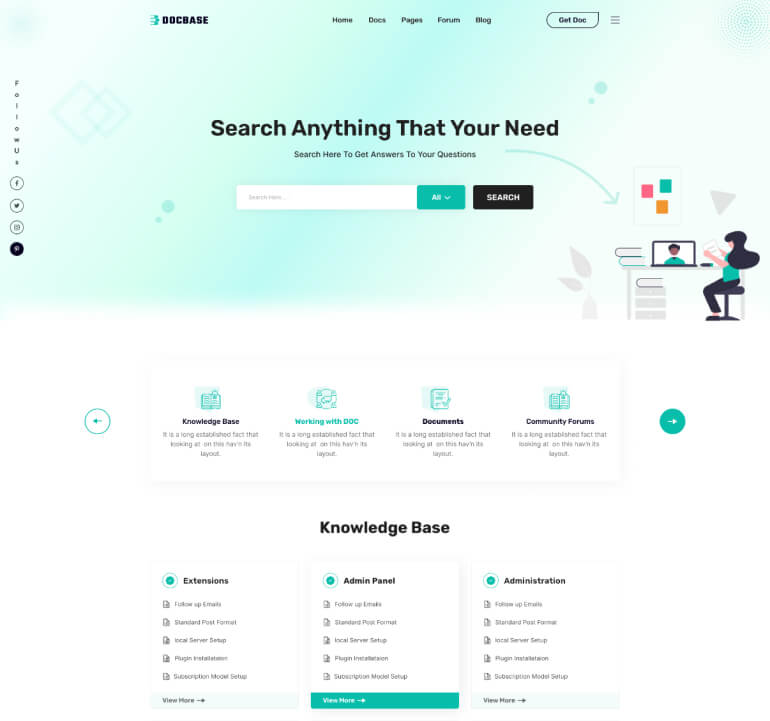 DOCBASE
Home Docs Pages Forum Blog
Get Doc
Follow Us
Search Anything That Your Need
Search Here To Get Answers To Your Questions
Search Here....
All
SEARCH
Knowledge Base
It is a long established fact that
looking at on this hav'n its
layout.
Working with DOC
It is a long established fact that
looking at on this hav'n its
layout.
Documents
It is a long established fact that
looking at on this hav'n its
layout.
Community Forums
It is a long established fact that
looking at on this hav'n its
layout.
Knowledge Base
Extensions
Follow up Emails
Standard Post Format
local Server Setup
Plugin Installataion
Subscription Model Setup
View More
Admin Panel
Follow up Emails
Standard Post Format
local Server Setup
Plugin Installataion
Subscription Model Setup
View More
Administration
Follow up Emails
Standard Post Format
local Server Setup
Plugin Installataion
Subscription Model Setup
View More